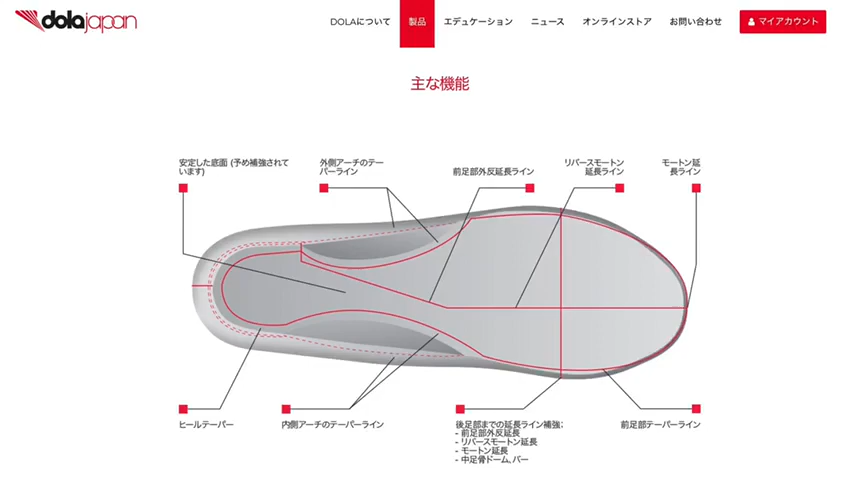 dolajapan
DOLAについて
製品
エデュケーション
ニュース
オンラインストア
お問い合わせ
マイアカウント
主な機能
安定した底面 (予め補強されて
います)
外側アーチのテー
パーライン
前足部外反延長ライン
リバースモートン
延長ライン
モートン延
長ライン
ヒールテーパー
内側アーチのテーパーライン
後足部までの延長ライン補強;
- 前足部外反延長
- リバースモートン延長
- モートン延長
- 中足骨ドーム、バー
前足部テーパーライン